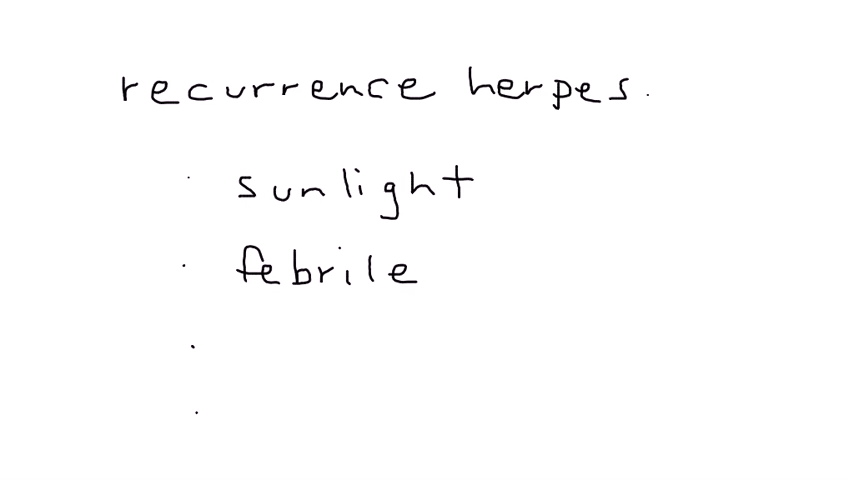 recurrence herpes.
· sunlight
· febrile
·
·